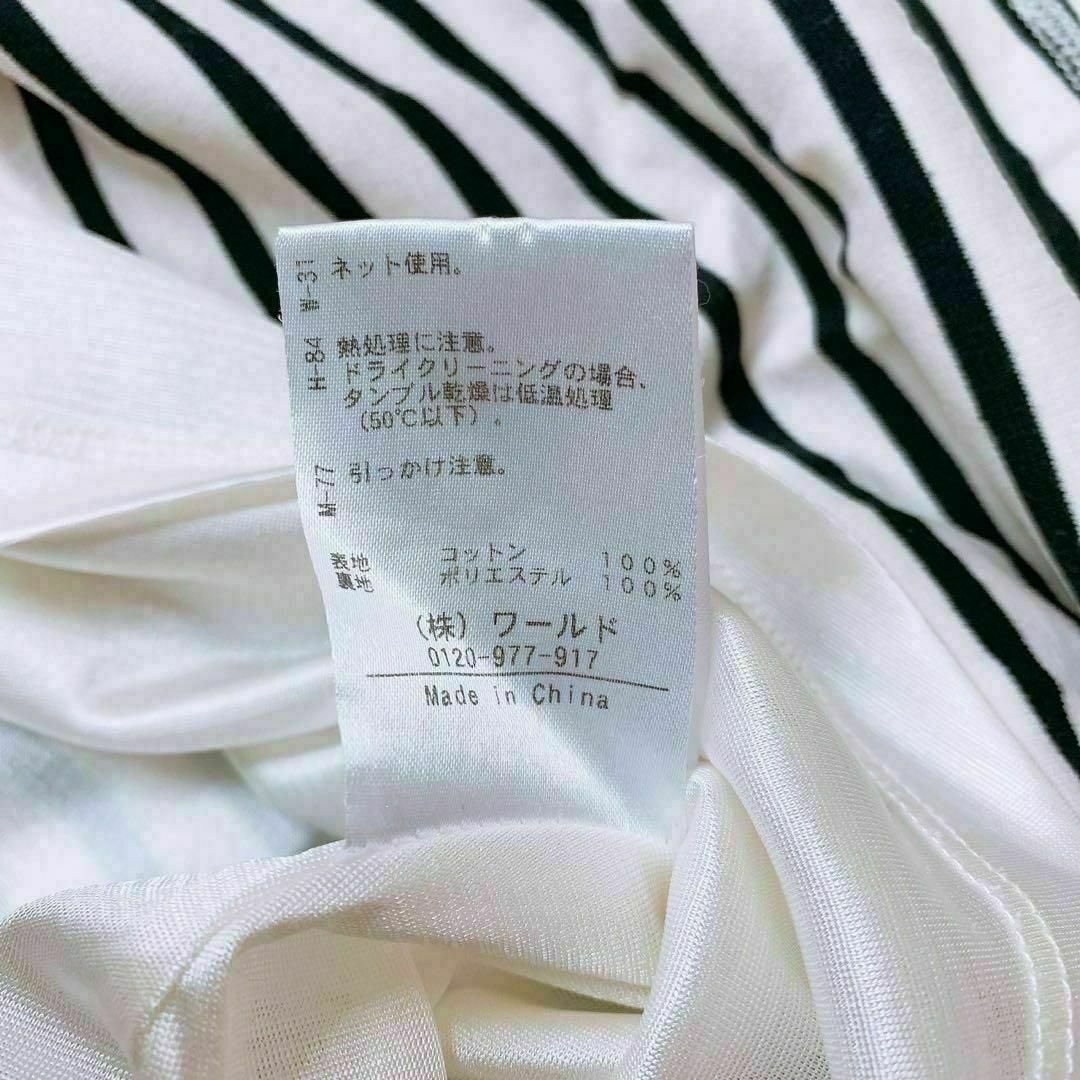 W-31 ネット使用。
H-84 熱処理に注意。
ドライクリーニングの場合、
タンブル乾燥は低温処理
(50℃以下)。
M-77 引っかけ注意。
表地 コットン 100%
裏地 ポリエステル 100%
(株) ワールド
0120-977-917
Made in China